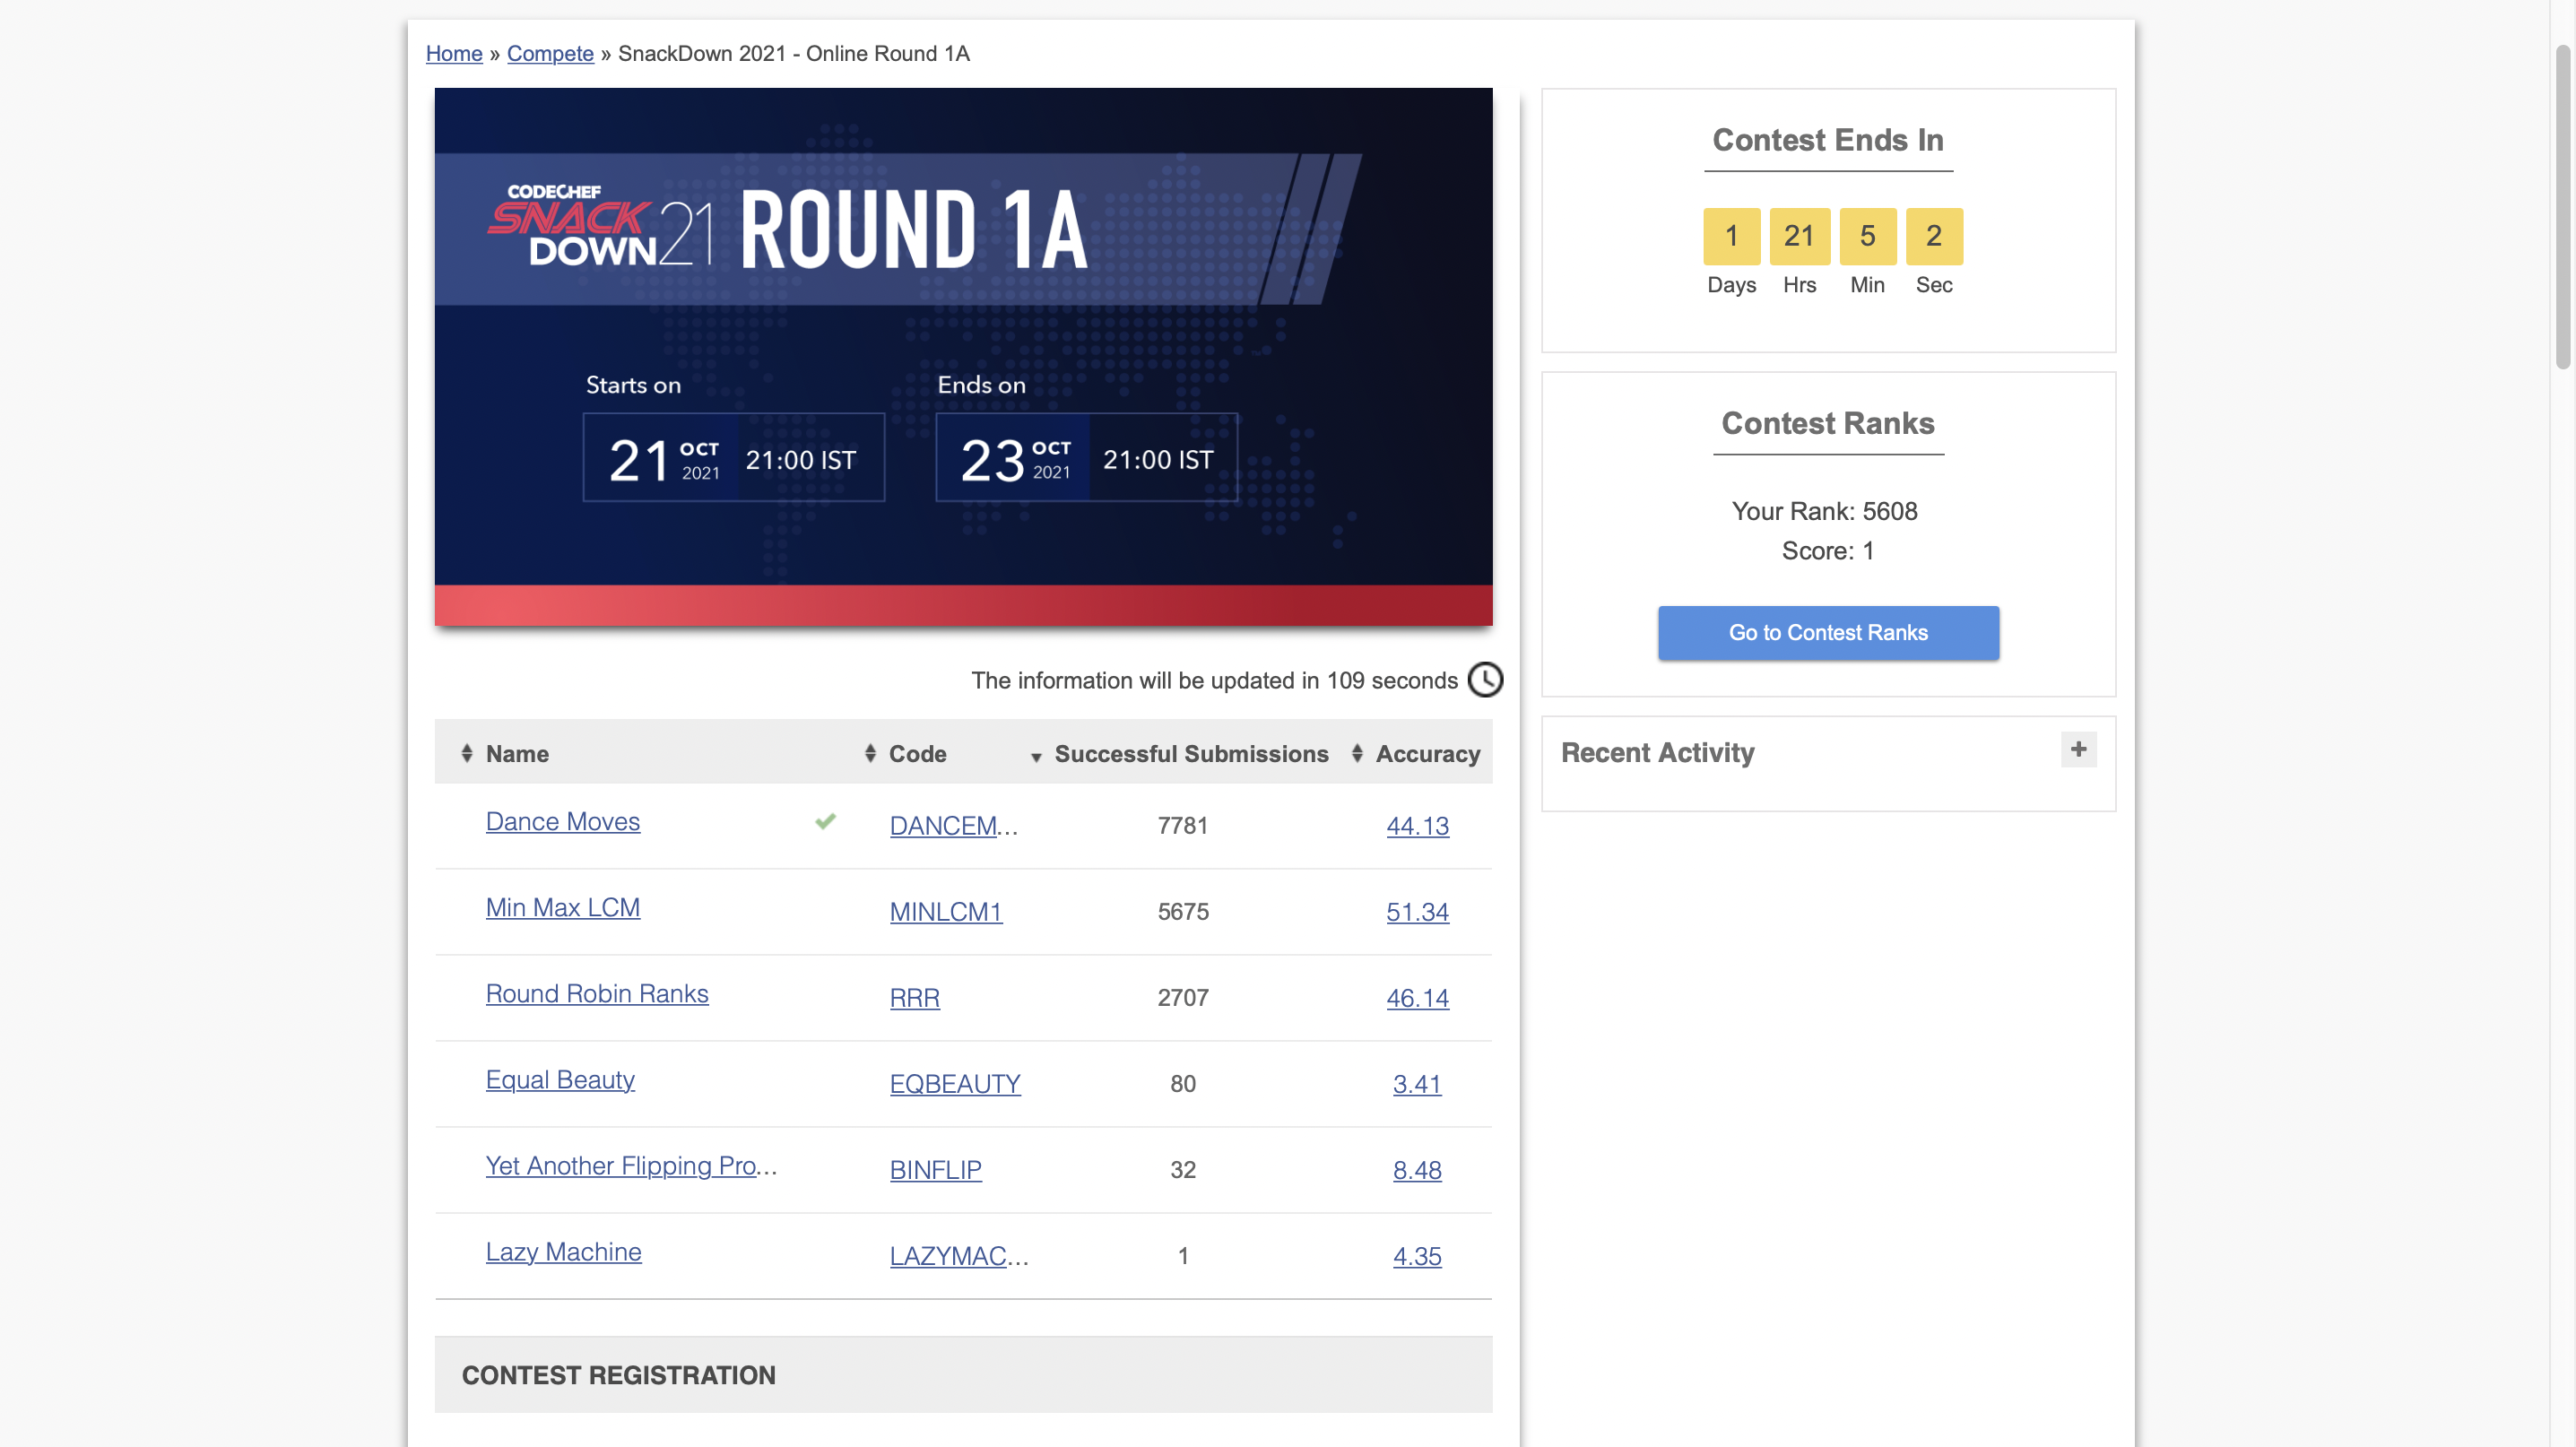 Home » Compete » SnackDown 2021 - Online Round 1A
CODECHEF
SNACK
DOWN 21 ROUND 1A
Starts on
21 OCT 2021 21:00 IST
Ends on
23 OCT 2021 21:00 IST
The information will be updated in 109 seconds
Name Code Successful Submissions Accuracy
Dance Moves DANCEM... 7781 44.13
Min Max LCM MINLCM1 5675 51.34
Round Robin Ranks RRR 2707 46.14
Equal Beauty EQBEAUTY 80 3.41
Yet Another Flipping Pro... BINFLIP 32 8.48
Lazy Machine LAZYMAC... 1 4.35
CONTEST REGISTRATION
Contest Ends In
1 21 5 2
Days Hrs Min Sec
Contest Ranks
Your Rank: 5608
Score: 1
Go to Contest Ranks
Recent Activity +